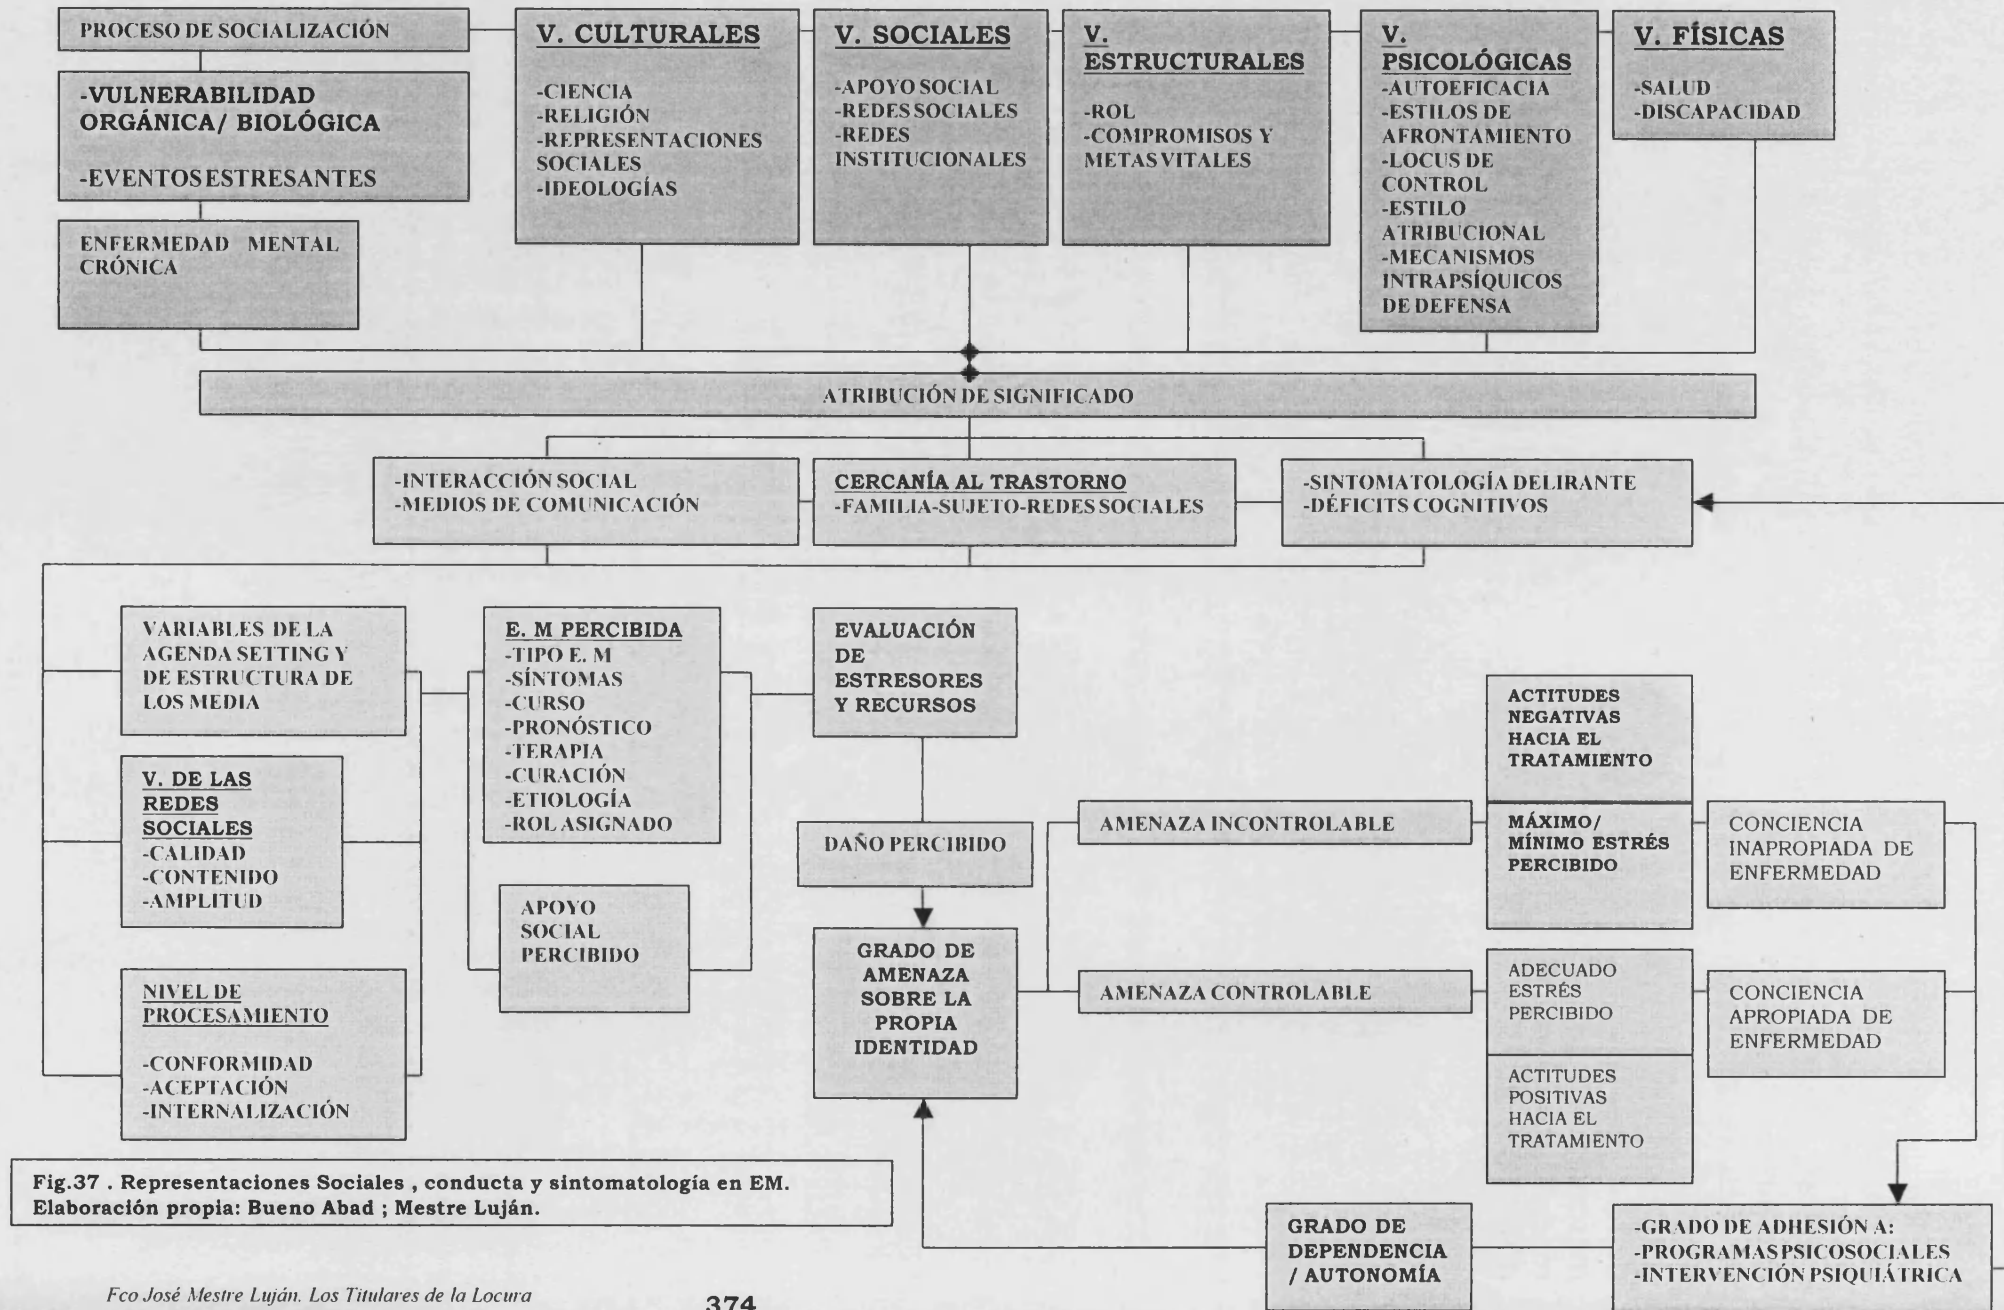 PROCESO DE SOCIALIZACIÓN
-VULNERABILIDAD
ORGÁNICA/ BIOLÓGICA
-EVENTOS ESTRESANTES
ENFERMEDAD MENTAL
CRÓNICA
V. CULTURALES
-CIENCIA
-RELIGIÓN
-REPRESENTACIONES
SOCIALES
-IDEOLOGÍAS
V. SOCIALES
-APOYO SOCIAL
-REDES SOCIALES
-REDES
INSTITUCIONALES
V.
ESTRUCTURALES
-ROL
-COMPROMISOS Y
METAS VITALES
V.
PSICOLÓGICAS
-AUTOEFICACIA
-ESTILOS DE
AFRONTAMIENTO
-LOCUS DE
CONTROL
-ESTILO
ATRIBUCIONAL
-MECANISMOS
INTRAPSÍQUICOS
DE DEFENSA
V. FÍSICAS
-SALUD
-DISCAPACIDAD
ATRIBUCIÓN DE SIGNIFICADO
-INTERACCIÓN SOCIAL
-MEDIOS DE COMUNICACIÓN
CERCANÍA AL TRASTORNO
-FAMILIA-SUJETO-REDES SOCIALES
-SINTOMATOLOGÍA DELIRANTE
-DÉFICITS COGNITIVOS
VARIABLES DE LA
AGENDA SETTING Y
DE ESTRUCTURA DE
LOS MEDIA
V. DE LAS
REDES
SOCIALES
-CALIDAD
-CONTENIDO
-AMPLITUD
NIVEL DE
PROCESAMIENTO
-CONFORMIDAD
-ACEPTACIÓN
-INTERNALIZACIÓN
E. M PERCIBIDA
-TIPO E. M
-SÍNTOMAS
-CURSO
-PRONÓSTICO
-TERAPIA
-CURACIÓN
-ETIOLOGÍA
-ROL ASIGNADO
APOYO
SOCIAL
PERCIBIDO
EVALUACIÓN
DE
ESTRESORES
Y RECURSOS
DAÑO PERCIBIDO
GRADO DE
AMENAZA
SOBRE LA
PROPIA
IDENTIDAD
AMENAZA INCONTROLABLE
AMENAZA CONTROLABLE
ACTITUDES
NEGATIVAS
HACIA EL
TRATAMIENTO
MÁXIMO/
MÍNIMO ESTRÉS
PERCIBIDO
CONCIENCIA
INAPROPIADA DE
ENFERMEDAD
ADECUADO
ESTRÉS
PERCIBIDO
CONCIENCIA
APROPIADA DE
ENFERMEDAD
ACTITUDES
POSITIVAS
HACIA EL
TRATAMIENTO
GRADO DE
DEPENDENCIA
/ AUTONOMÍA
-GRADO DE ADHESIÓN A:
-PROGRAMAS PSICOSOCIALES
-INTERVENCIÓN PSIQUIÁTRICA
Fig.37 . Representaciones Sociales , conducta y sintomatología en EM.
Elaboración propia: Bueno Abad ; Mestre Luján.
Fco José Mestre Luján. Los Titulares de la Locura
374